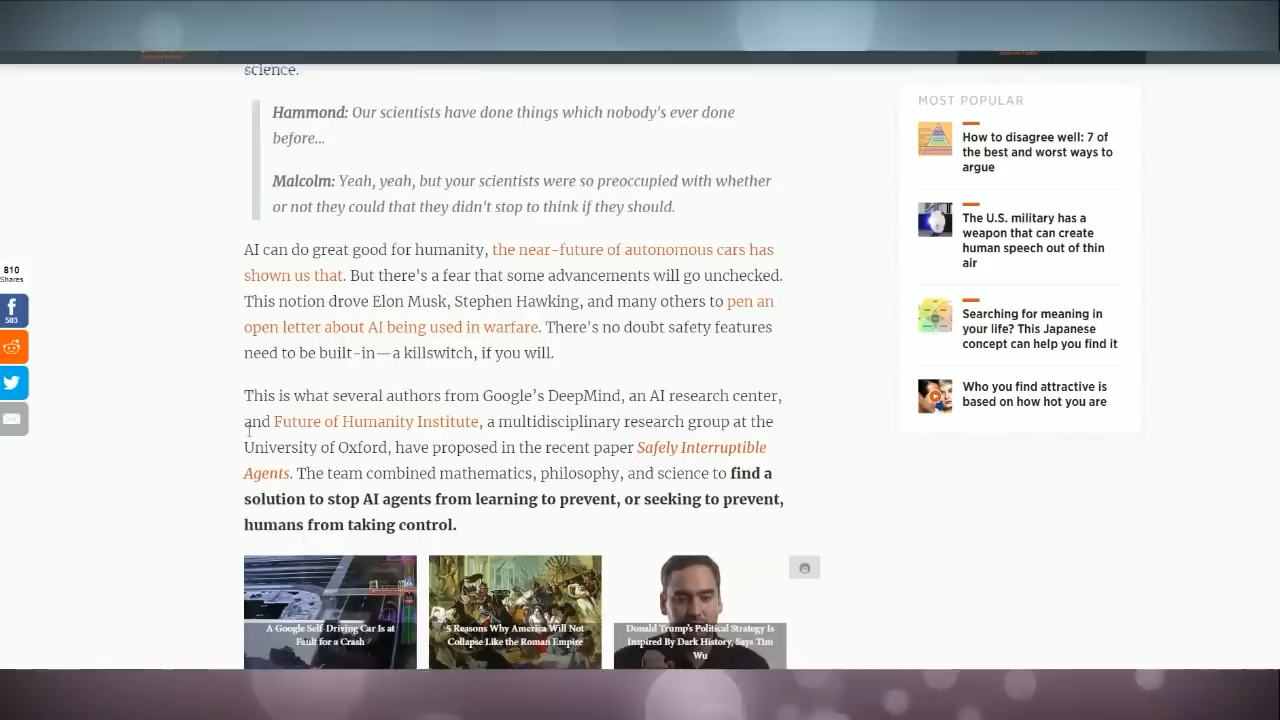 science.
Hammond: Our scientists have done things which nobody's ever done
before...
Malcolm: Yeah, yeah, but your scientists were so preoccupied with whether
or not they could that they didn't stop to think if they should.
AI can do great good for humanity, the near-future of autonomous cars has
shown us that. But there's a fear that some advancements will go unchecked.
This notion drove Elon Musk, Stephen Hawking, and many others to pen an
open letter about AI being used in warfare. There's no doubt safety features
need to be built-in—a killswitch, if you will.
This is what several authors from Google’s DeepMind, an AI research center,
and Future of Humanity Institute, a multidisciplinary research group at the
University of Oxford, have proposed in the recent paper Safely Interruptible
Agents. The team combined mathematics, philosophy, and science to find a
solution to stop AI agents from learning to prevent, or seeking to prevent,
humans from taking control.
A Google Self-Driving Car Is at
Fault for a Crash
5 Reasons Why America Will Not
Collapse Like the Roman Empire
Donald Trump's Political Strategy Is
Inspired By Dark History, Says Tim
Wu
810
Shares
503
MOST POPULAR
How to disagree well: 7 of
the best and worst ways to
argue
The U.S. military has a
weapon that can create
human speech out of thin
air
Searching for meaning in
your life? This Japanese
concept can help you find it
Who you find attractive is
based on how hot you are